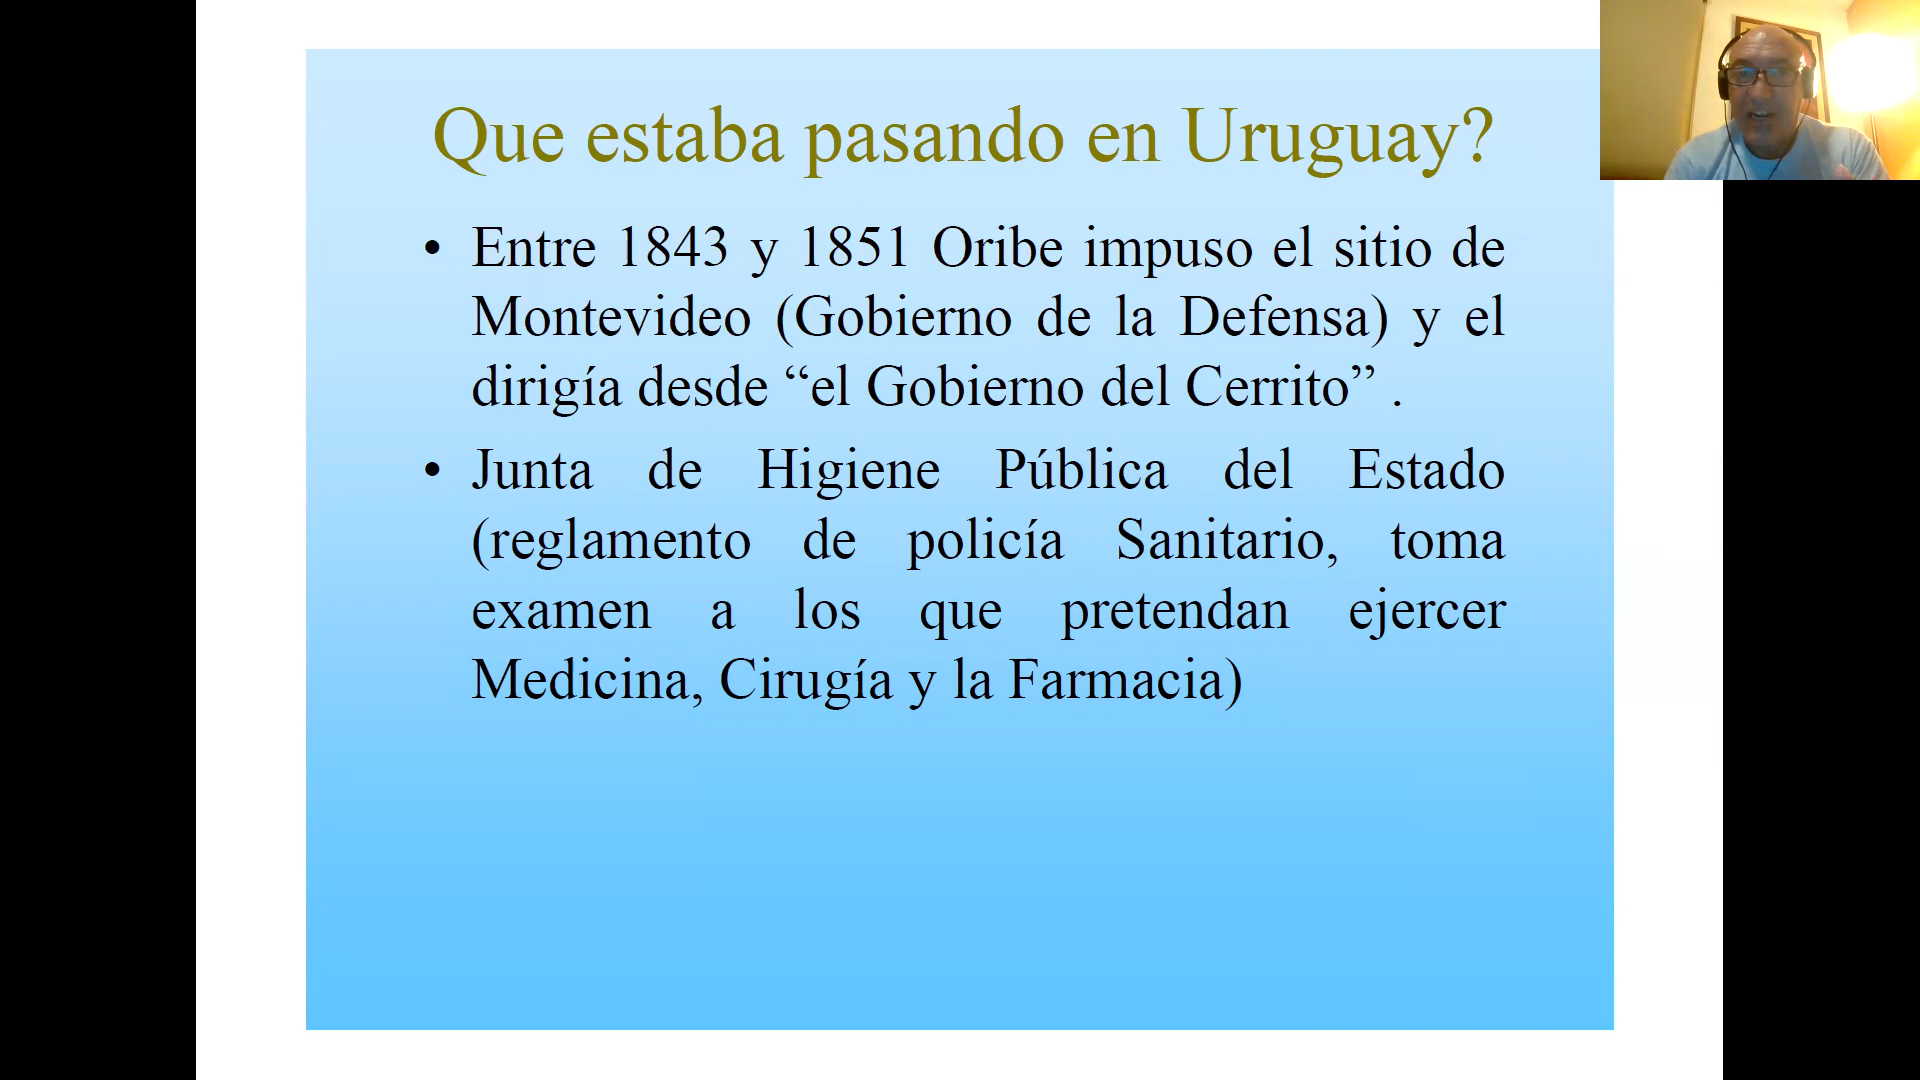 Que estaba pasando en Uruguay?
• Entre 1843 y 1851 Oribe impuso el sitio de
Montevideo (Gobierno de la Defensa) y el
dirigía desde “el Gobierno del Cerrito” .
• Junta de Higiene Pública del Estado
(reglamento de policía Sanitario, toma
examen a los que pretendan ejercer
Medicina, Cirugía y la Farmacia)